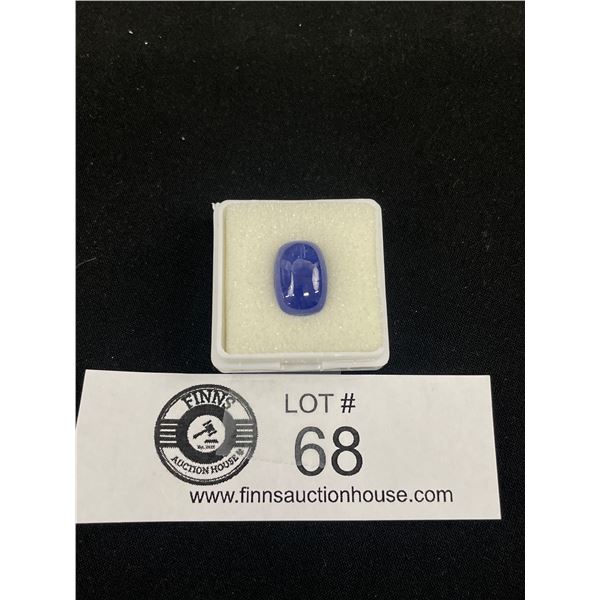 FINNS
AUCTION HOUSE
LOT #
68
www.finnsauctionhouse.com